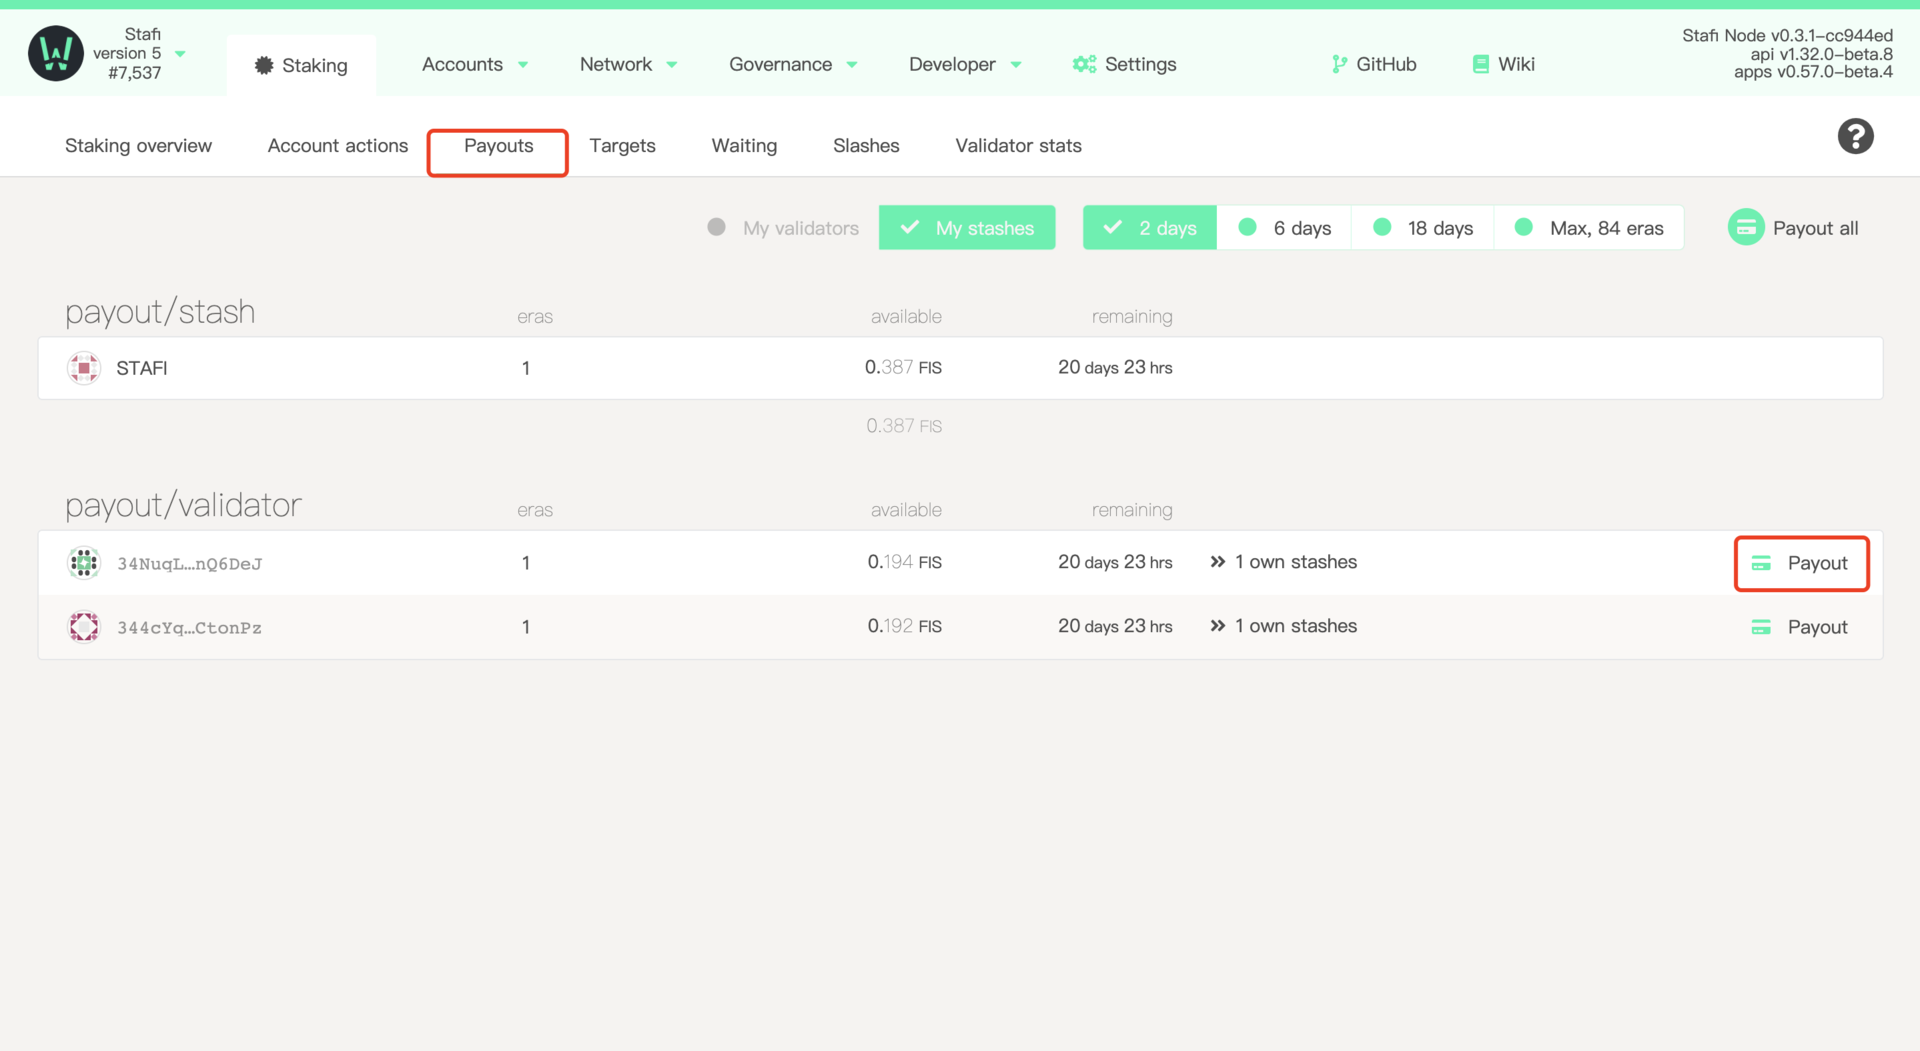 Stafi
version 5
#7,537
Staking
Accounts
Network
Governance
Developer
Settings
GitHub
Wiki
Stafi Node v0.3.1-cc944ed
api v1.32.0-beta.8
apps v0.57.0-beta.4
Staking overview
Account actions
Payouts
Targets
Waiting
Slashes
Validator stats
?
My validators
My stashes
2 days
6 days
18 days
Max, 84 eras
Payout all
payout/stash eras available remaining
STAFI 1 0.387 FIS 20 days 23 hrs
0.387 FIS
payout/validator eras available remaining
34NuqL…nQ6DeJ 1 0.194 FIS 20 days 23 hrs 1 own stashes Payout
344cYq…CtonPz 1 0.192 FIS 20 days 23 hrs 1 own stashes Payout